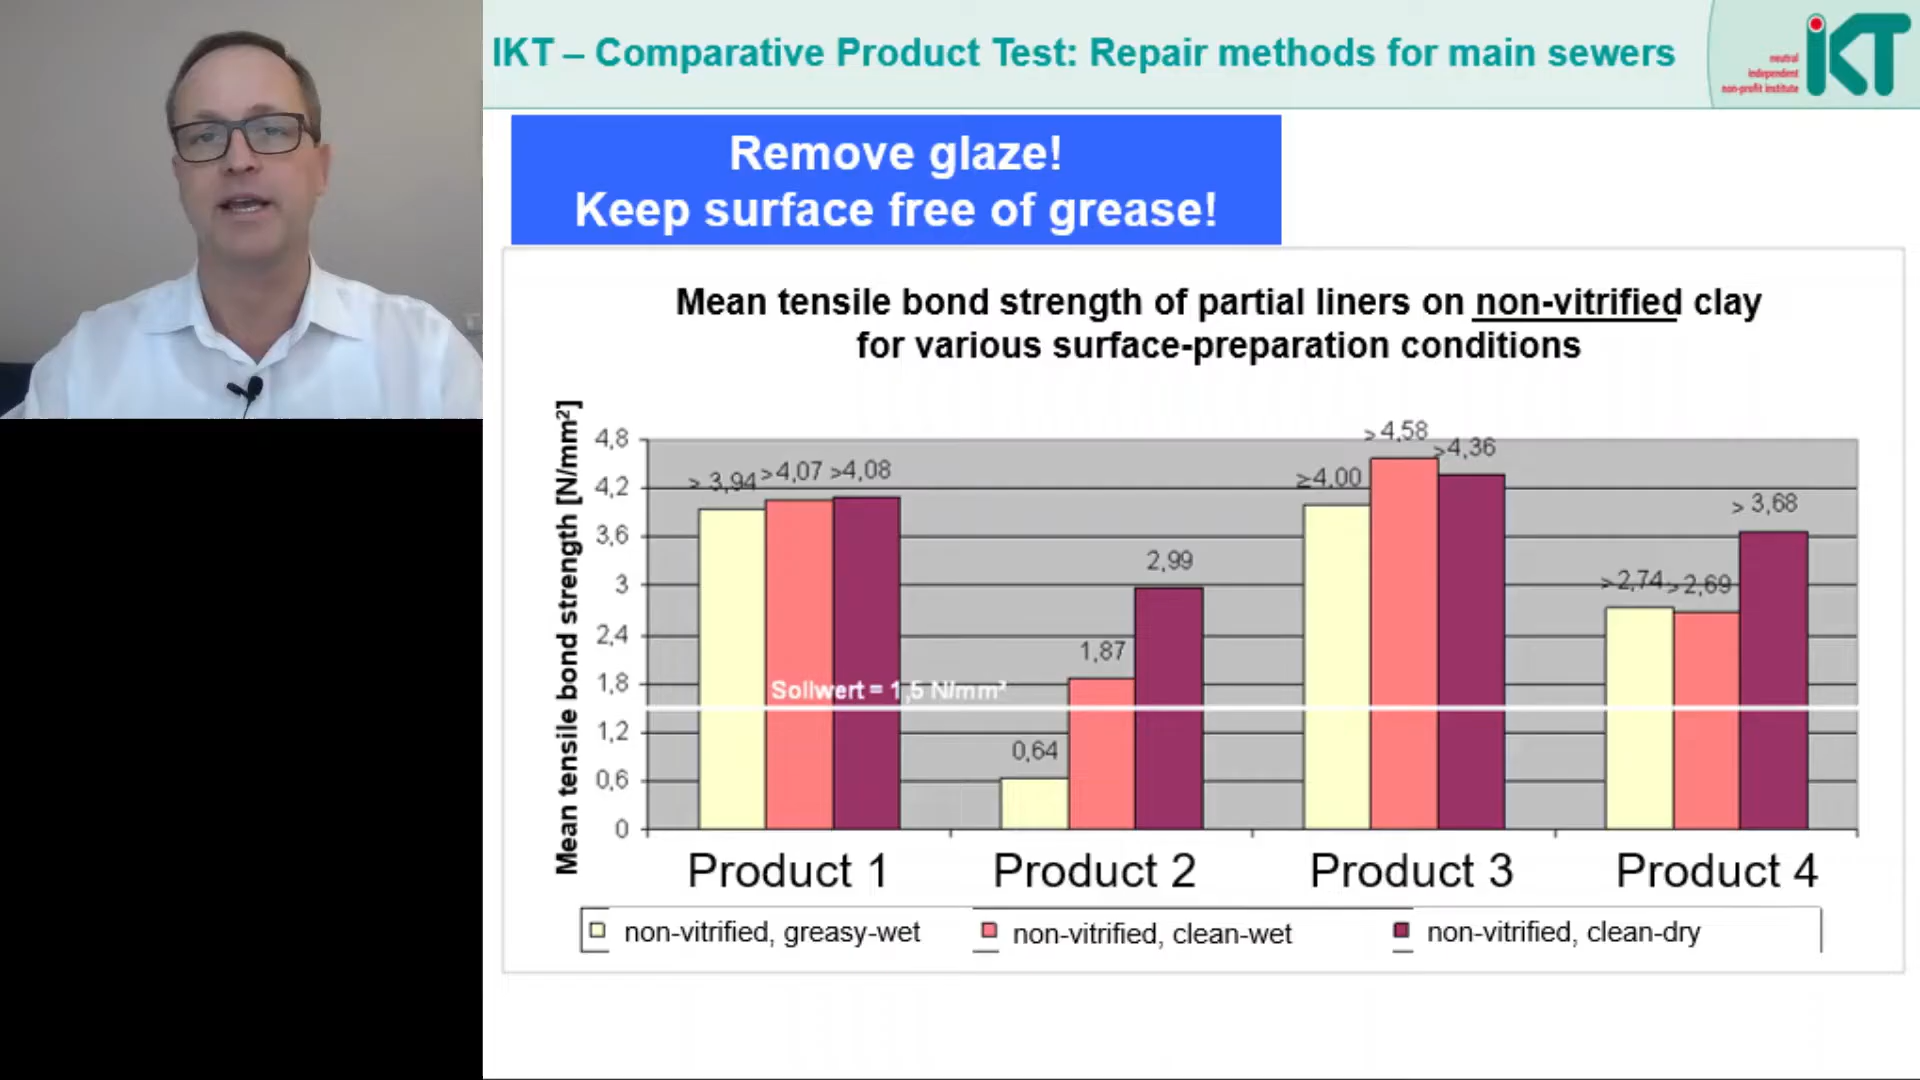 IKT – Comparative Product Test: Repair methods for main sewers
neutral
independent
non-profit institute
iKT
Remove glaze!
Keep surface free of grease!
Mean tensile bond strength of partial liners on non-vitrified clay
for various surface-preparation conditions
Mean tensile bond strength [N/mm²]
4,8
4,2
3,6
3
2,4
1,8
1,2
0,6
0
> 3,94
>4,07
>4,08
0,64
1,87
2,99
≥4,00
>4,58
>4,36
>2,74
>2,69
> 3,68
Sollwert = 1,5 N/mm²
Product 1
Product 2
Product 3
Product 4
non-vitrified, greasy-wet
non-vitrified, clean-wet
non-vitrified, clean-dry